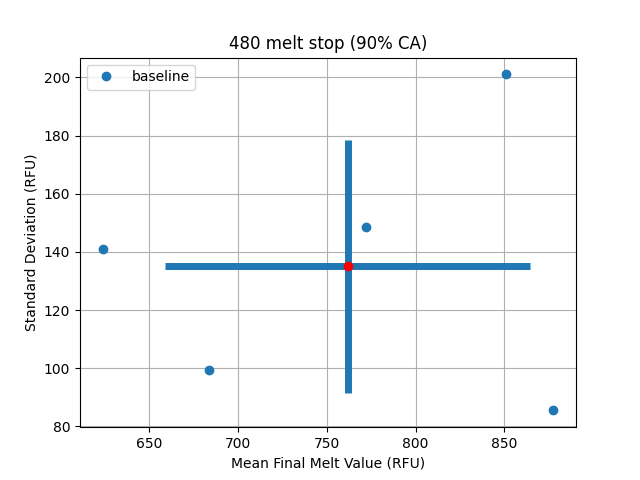 480 melt stop (90% CA)
baseline
Standard Deviation (RFU)
200
180
160
140
120
100
80
650 700 750 800 850
Mean Final Melt Value (RFU)